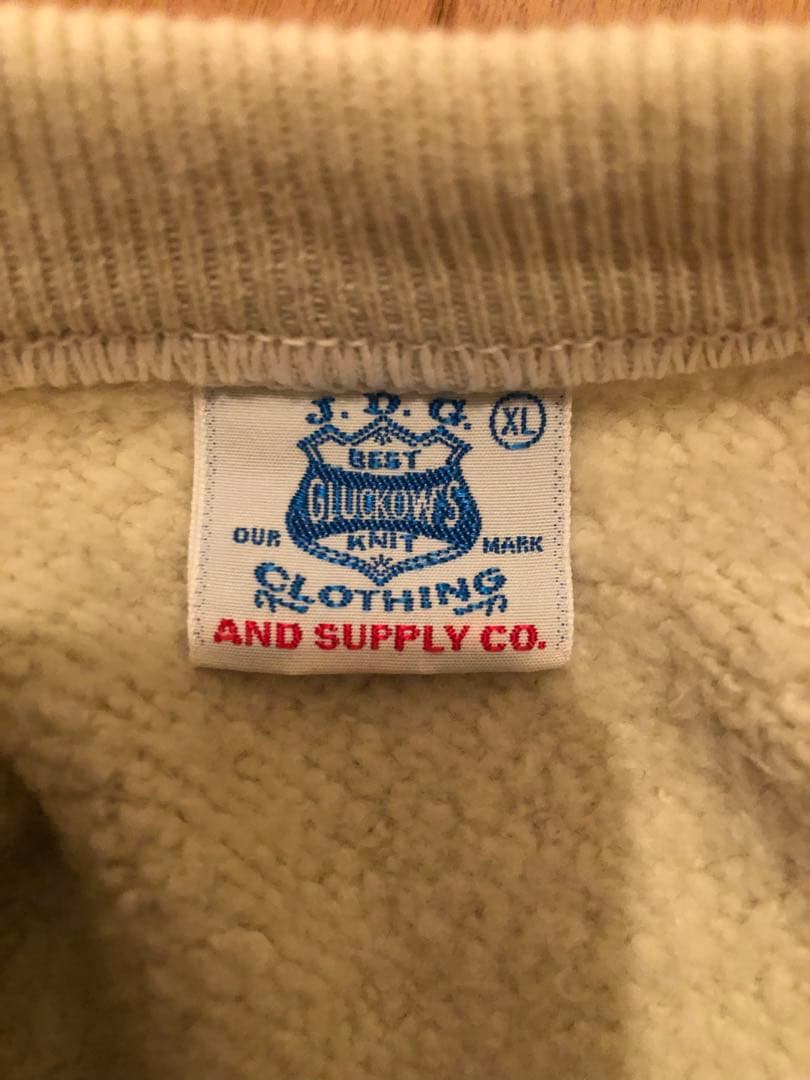 J. D. G. XL
BEST
GLUCKOW'S
OUR KNIT MARK
CLOTHING
AND SUPPLY CO.